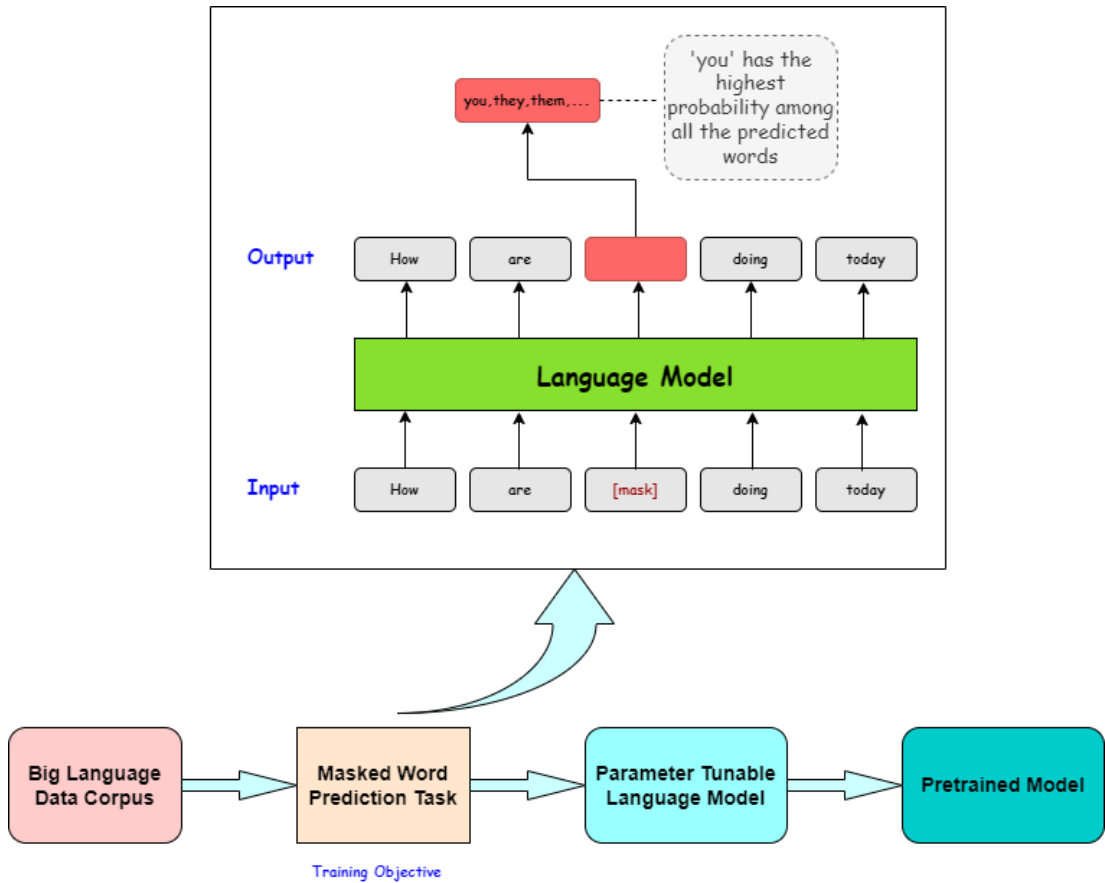 'you' has the
highest
probability among
all the predicted
words
you,they,them,...
Output
How
are
doing
today
Language Model
Input
How
are
[mask]
doing
today
Big Language
Data Corpus
Masked Word
Prediction Task
Parameter Tunable
Language Model
Pretrained Model
Training Objective